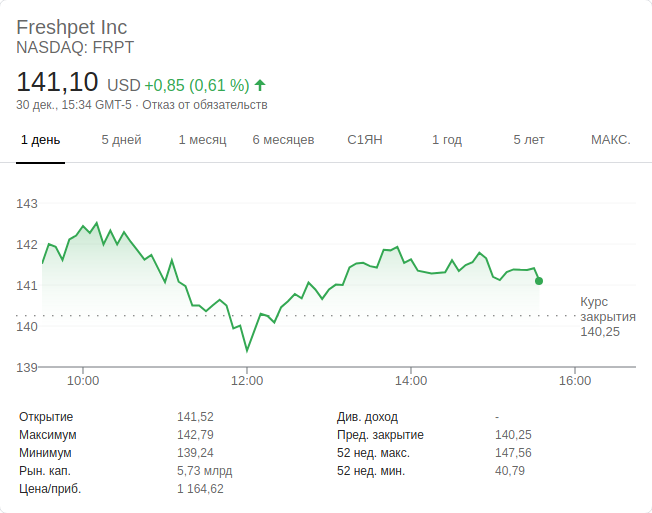 Freshpet Inc
NASDAQ: FRPT
141,10 USD +0,85 (0,61 %)
30 дек., 15:34 GMT-5 · Отказ от обязательств
1 день 5 дней 1 месяц 6 месяцев С1ЯН 1 год 5 лет МАКС.
143
142
141
140
139
Курс
закрытия
140,25
10:00 12:00 14:00 16:00
Открытие 141,52 Див. доход -
Максимум 142,79 Пред. закрытие 140,25
Минимум 139,24 52 нед. макс. 147,56
Рын. кап. 5,73 млрд 52 нед. мин. 40,79
Цена/приб. 1 164,62